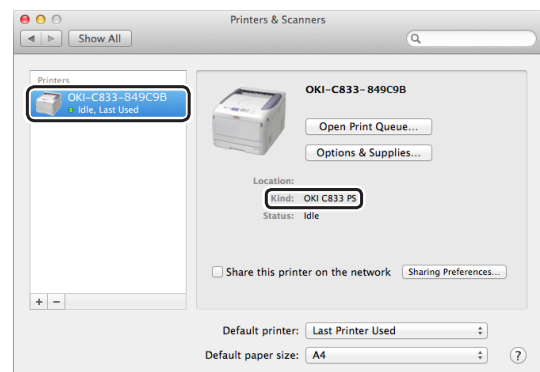 Printers & Scanners
Show All
Printers
OKI-C833-849C9B
Idle, Last Used
OKI-C833-849C9B
Open Print Queue...
Options & Supplies...
Location:
Kind: OKI C833 PS
Status: Idle
Share this printer on the network Sharing Preferences...
+ −
Default printer: Last Printer Used
Default paper size: A4 ?